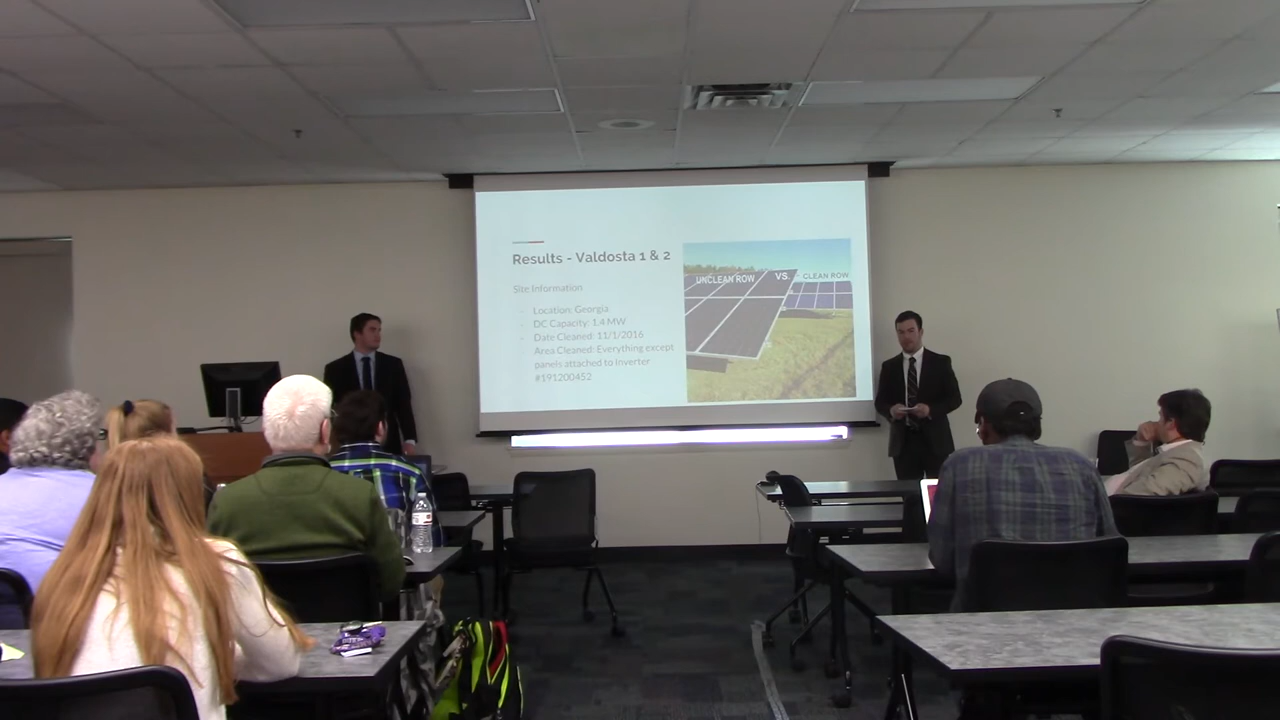 Results - Valdosta 1 & 2
Site Information
- Location: Georgia
- DC Capacity: 1.4 MW
- Date Cleaned: 11/1/2016
- Area Cleaned: Everything except
panels attached to Inverter
#191200452
UNCLEAN ROW VS. CLEAN ROW